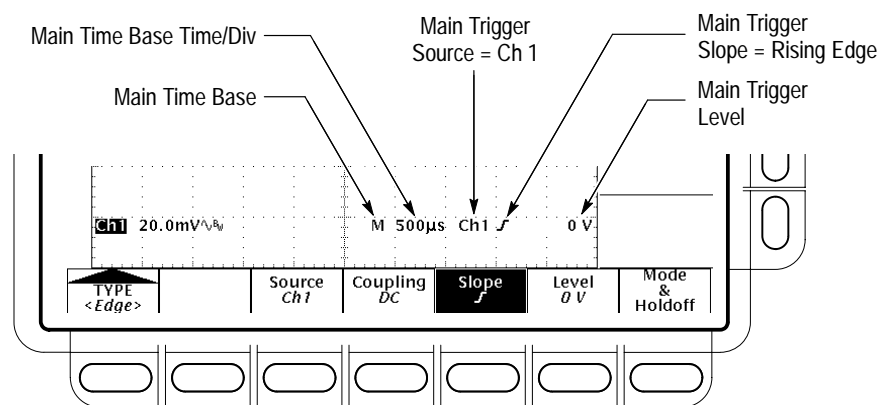 Main Time Base Time/Div
Main Trigger
Source = Ch 1
Main Trigger
Slope = Rising Edge
Main Time Base
Main Trigger
Level
Ch1 20.0mV∿BW M 500µs Ch1 ƒ 0 V
TYPE
<Edge>
Source
Ch1
Coupling
DC
Slope
ƒ
Level
0 V
Mode
&
Holdoff